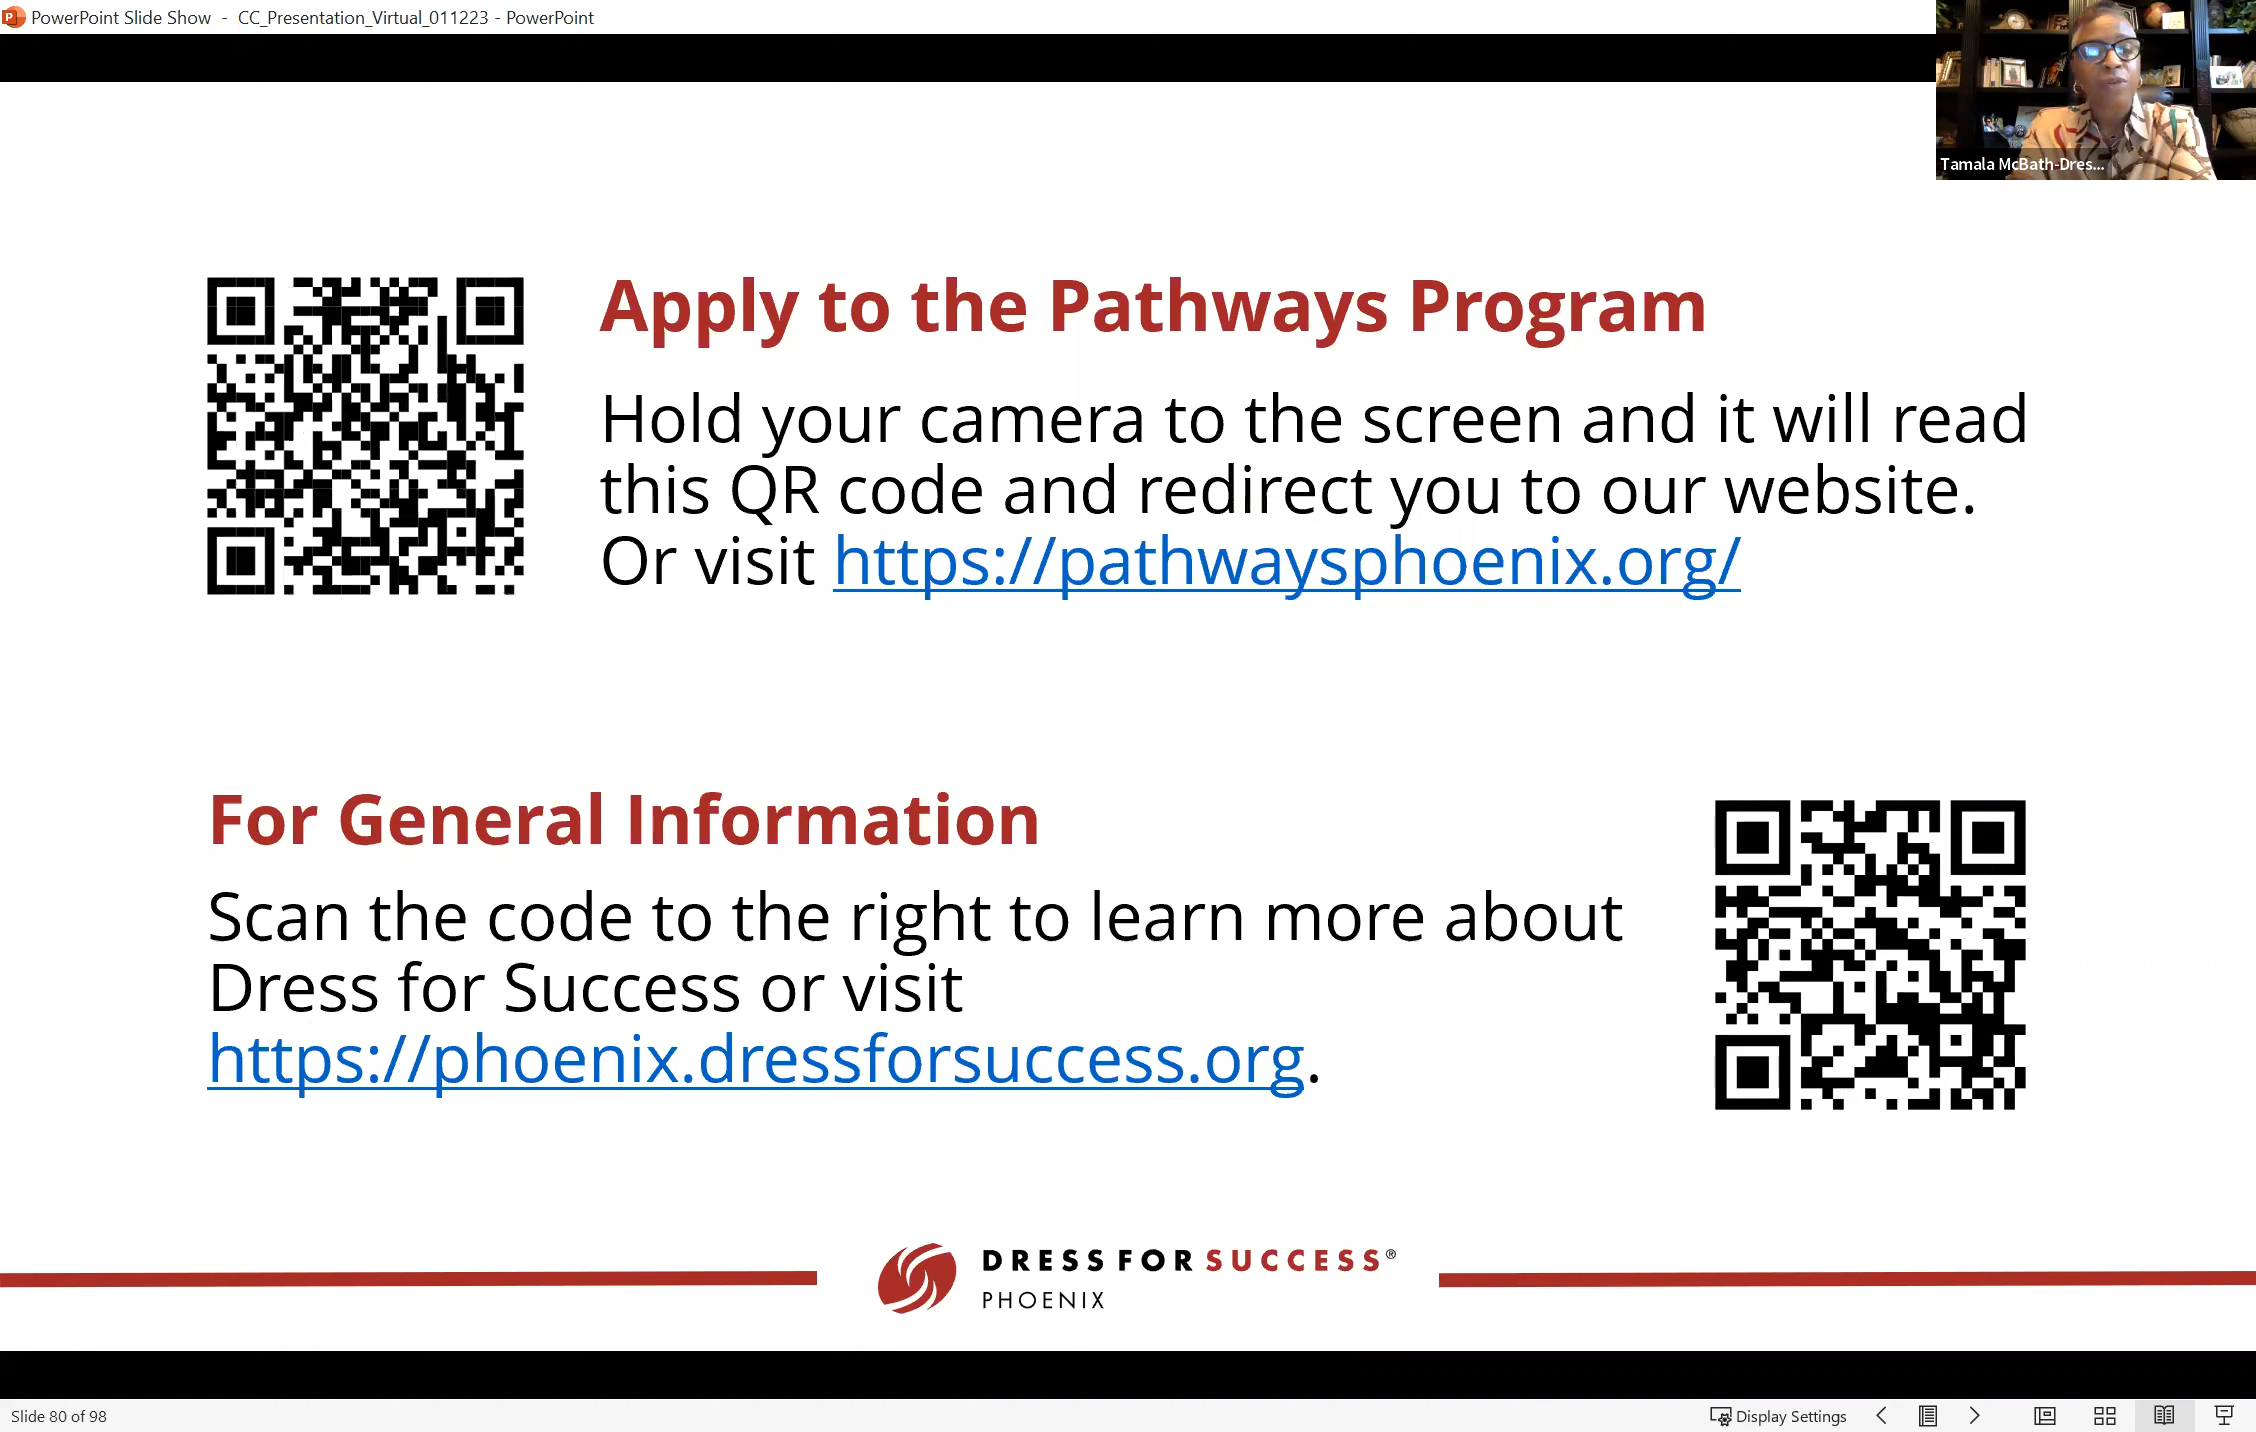 PowerPoint Slide Show - CC_Presentation_Virtual_011223 - PowerPoint
Tamala McBath-Dres...
Apply to the Pathways Program
Hold your camera to the screen and it will read
this QR code and redirect you to our website.
Or visit https://pathwaysphoenix.org/
For General Information
Scan the code to the right to learn more about
Dress for Success or visit
https://phoenix.dressforsuccess.org.
DRESS FOR SUCCESS®
PHOENIX
Slide 80 of 98
Display Settings